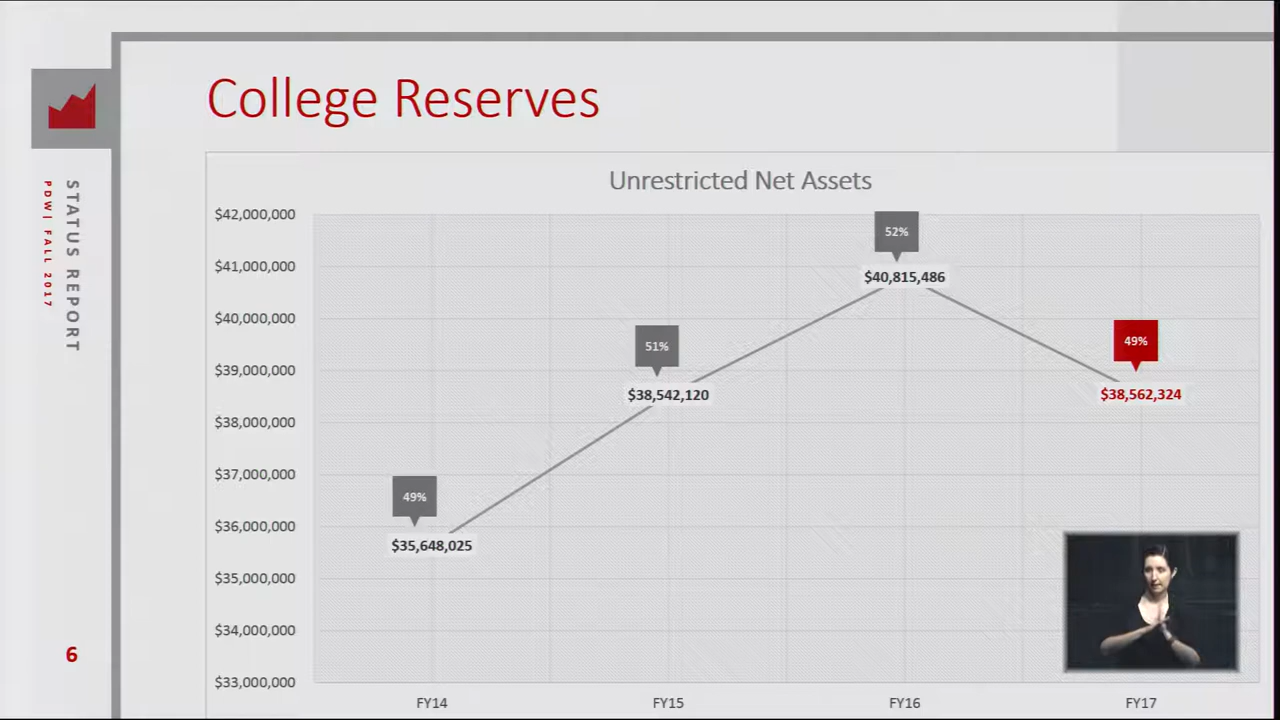 College Reserves
STATUS REPORT
PDW| FALL 2017
6
Unrestricted Net Assets
$42,000,000
$41,000,000
$40,000,000
$39,000,000
$38,000,000
$37,000,000
$36,000,000
$35,000,000
$34,000,000
$33,000,000
49%
$35,648,025
51%
$38,542,120
52%
$40,815,486
49%
$38,562,324
FY14
FY15
FY16
FY17